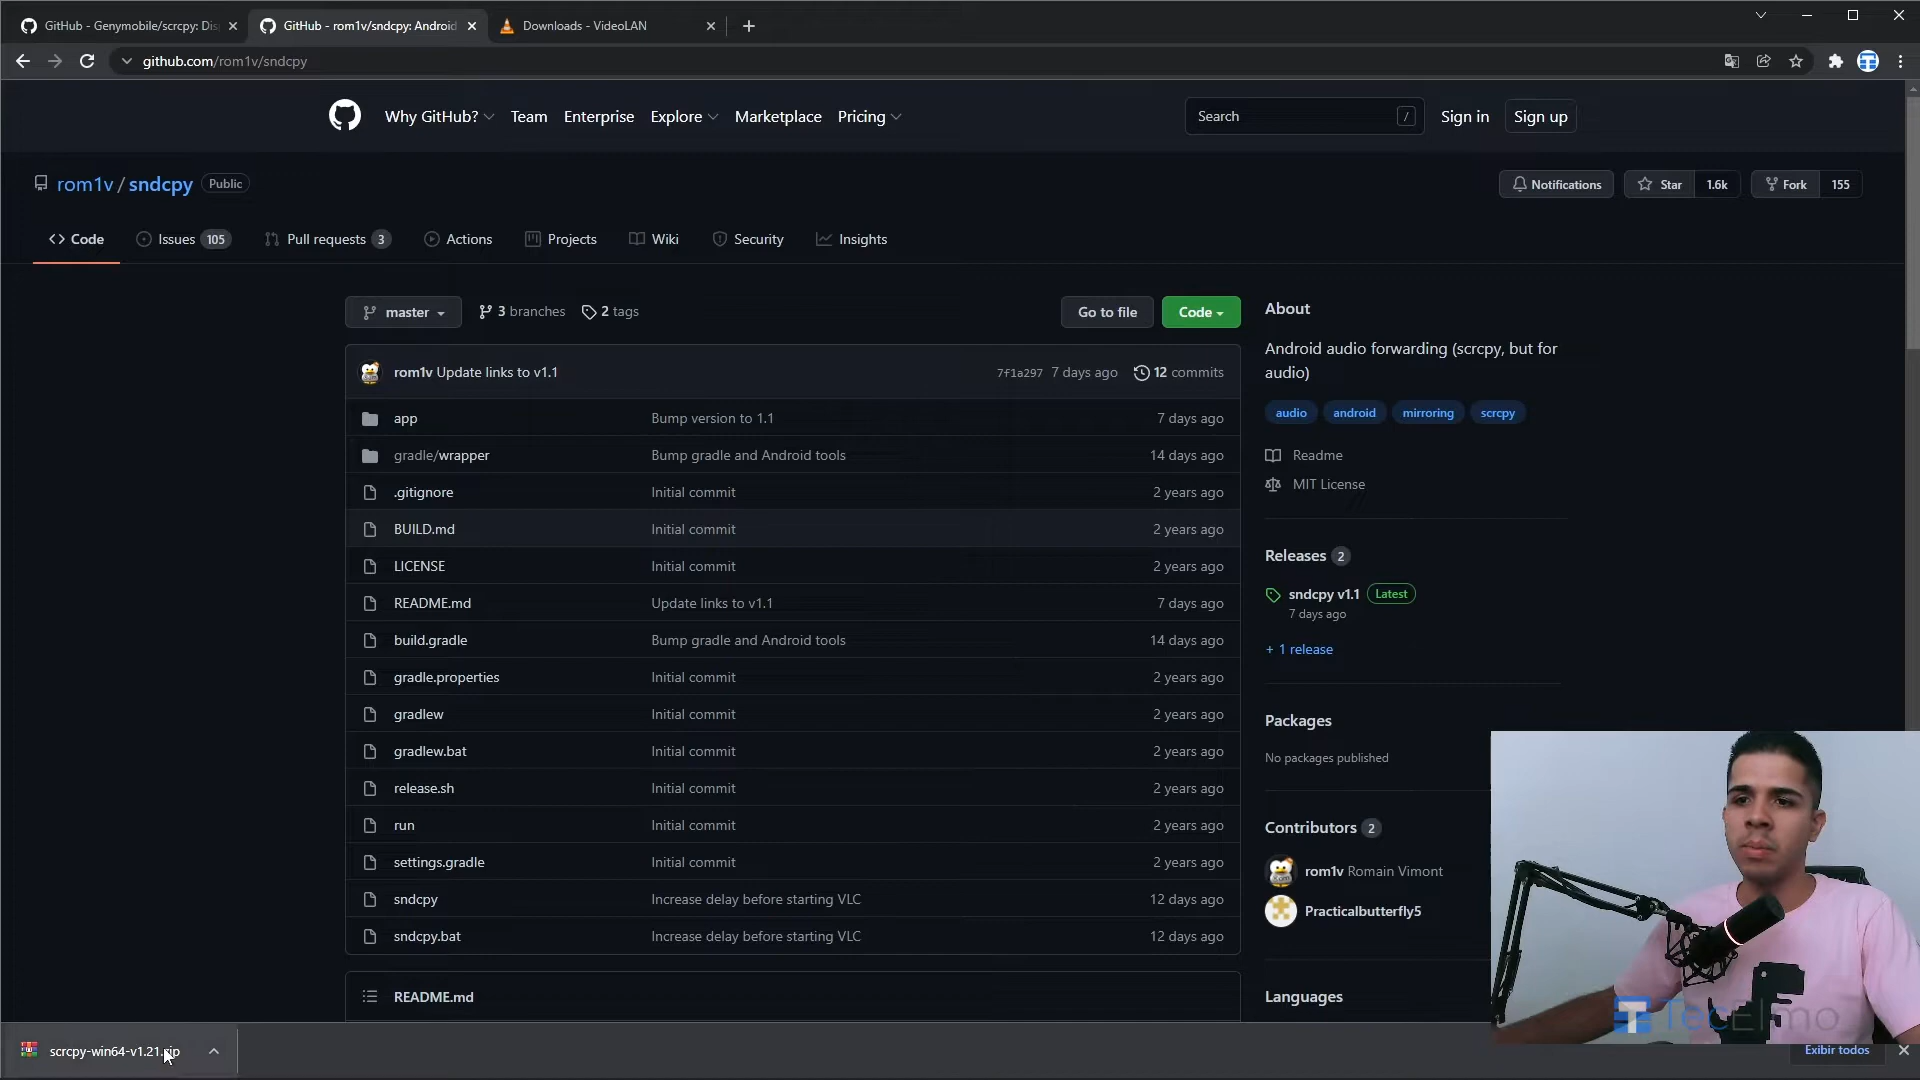 GitHub - Genymobile/scrcpy: Dis
GitHub - rom1v/sndcpy: Android
Downloads - VideoLAN
github.com/rom1v/sndcpy
Why GitHub?
Team
Enterprise
Explore
Marketplace
Pricing
Search
/
Sign in
Sign up
rom1v / sndcpy
Public
Notifications
Star 1.6k
Fork 155
Code
Issues 105
Pull requests 3
Actions
Projects
Wiki
Security
Insights
master
3 branches
2 tags
Go to file
Code
rom1v Update links to v1.1
7f1a297 7 days ago
12 commits
app Bump version to 1.1 7 days ago
gradle/wrapper Bump gradle and Android tools 14 days ago
.gitignore Initial commit 2 years ago
BUILD.md Initial commit 2 years ago
LICENSE Initial commit 2 years ago
README.md Update links to v1.1 7 days ago
build.gradle Bump gradle and Android tools 14 days ago
gradle.properties Initial commit 2 years ago
gradlew Initial commit 2 years ago
gradlew.bat Initial commit 2 years ago
release.sh Initial commit 2 years ago
run Initial commit 2 years ago
settings.gradle Initial commit 2 years ago
sndcpy Increase delay before starting VLC 12 days ago
sndcpy.bat Increase delay before starting VLC 12 days ago
README.md
About
Android audio forwarding (scrcpy, but for
audio)
audio android mirroring scrcpy
Readme
MIT License
Releases 2
sndcpy v1.1 Latest
7 days ago
+ 1 release
Packages
No packages published
Contributors 2
rom1v Romain Vimont
Practicalbutterfly5
Languages
TecElmo
scrcpy-win64-v1.21.zip
Exibir todos